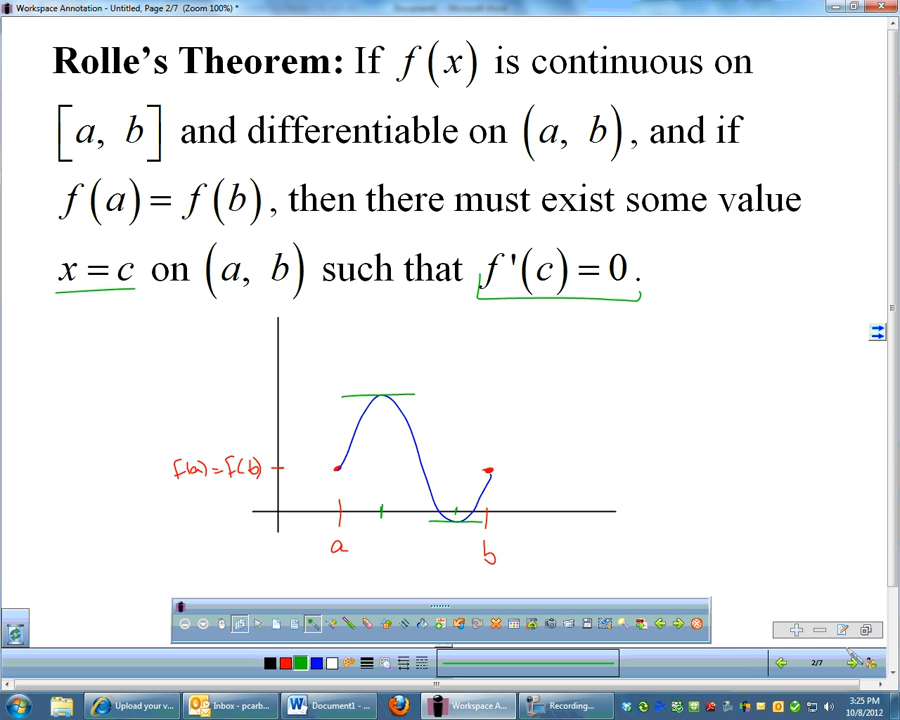 Workspace Annotation - Untitled, Page 2/7 (Zoom 100%) *
Rolle's Theorem: If f(x) is continuous on
[a, b] and differentiable on (a, b), and if
f(a) = f(b), then there must exist some value
x = c on (a, b) such that f'(c) = 0.
f(a)=f(b)
a
b
2/7
Upload your v...
Inbox - pcarb...
Document1 - ...
Workspace A...
Recording...
3:25 PM
10/8/2012